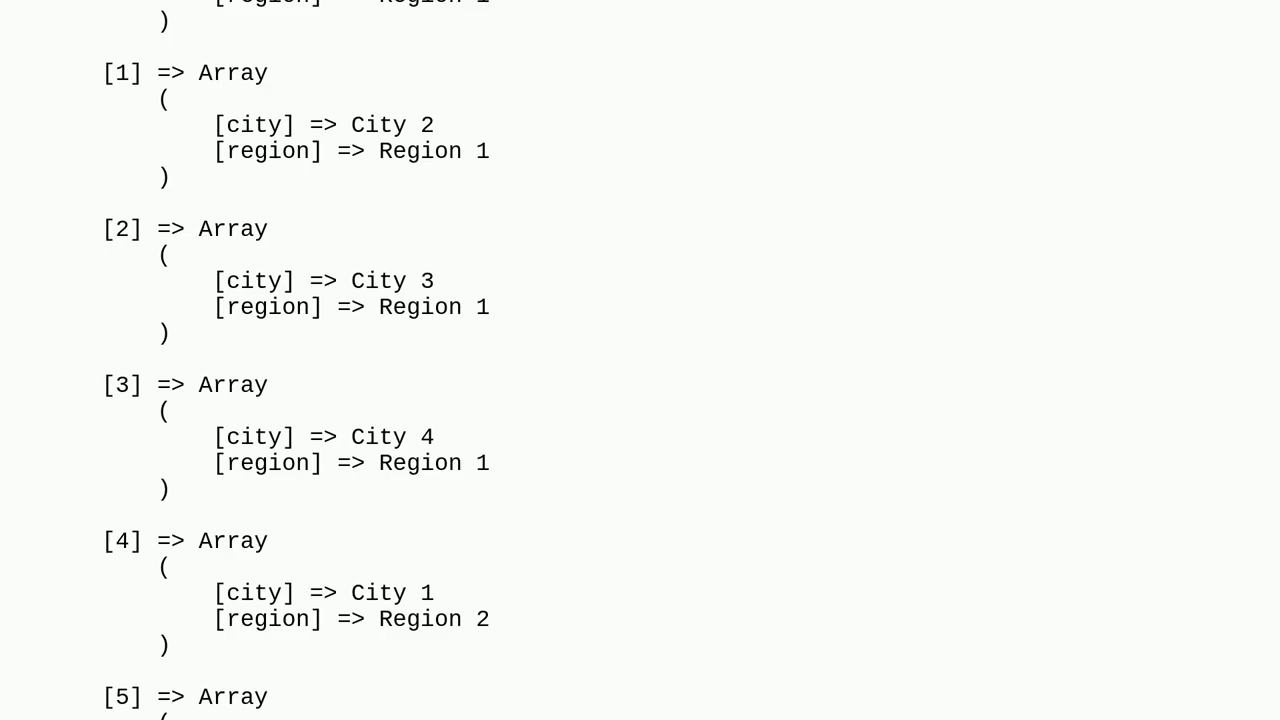 )
[1] => Array
(
[city] => City 2
[region] => Region 1
)
[2] => Array
(
[city] => City 3
[region] => Region 1
)
[3] => Array
(
[city] => City 4
[region] => Region 1
)
[4] => Array
(
[city] => City 1
[region] => Region 2
)
[5] => Array
(